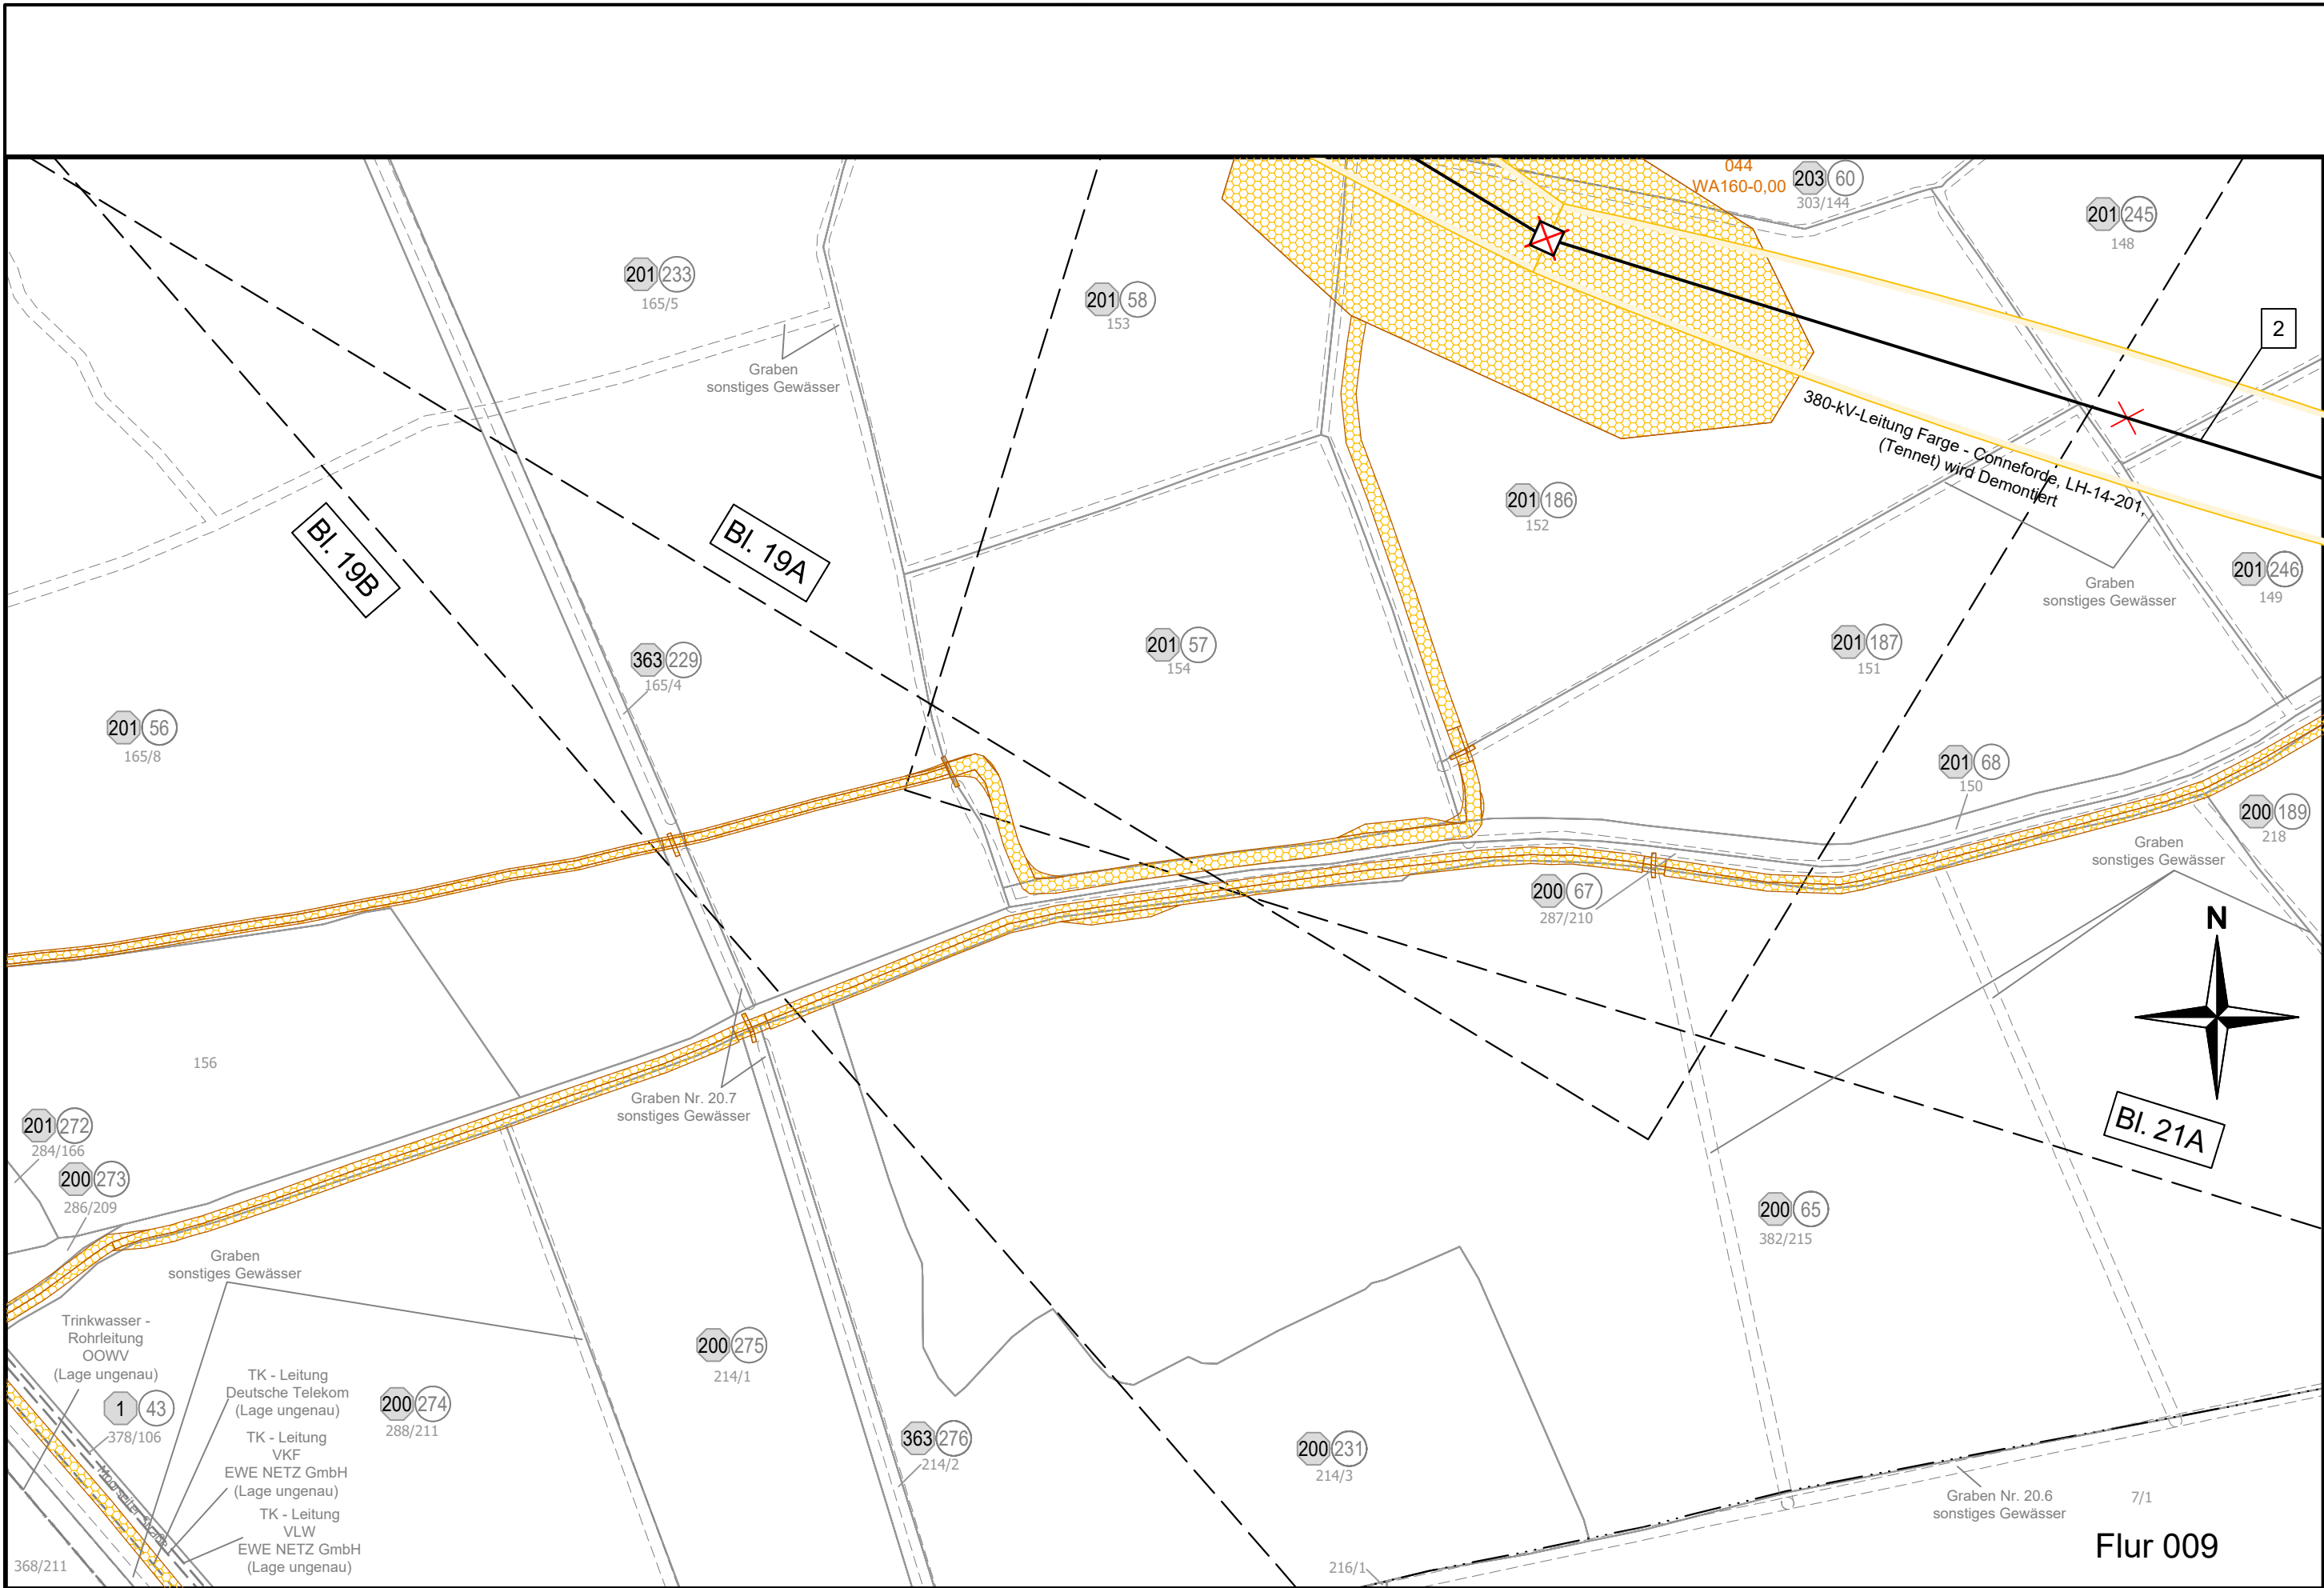 044
WA160-0,00
203 60
303/144
201 245
148
201 233
165/5
201 58
153
2
Graben
sonstiges Gewässer
380-kV-Leitung Farge - Conneforde, LH-14-201,
(Tennet) wird Demontiert
Bl. 19B
Bl. 19A
201 186
152
201 246
149
Graben
sonstiges Gewässer
201 57
154
201 187
151
363 229
165/4
201 56
165/8
201 68
150
200 189
218
Graben
sonstiges Gewässer
200 67
287/210
N
156
Graben Nr. 20.7
sonstiges Gewässer
Bl. 21A
201 272
284/166
200 273
286/209
200 65
382/215
Graben
sonstiges Gewässer
Trinkwasser -
Rohrleitung
OOWV
(Lage ungenau)
200 275
214/1
TK - Leitung
Deutsche Telekom
(Lage ungenau)
1 43
378/106
200 274
288/211
TK - Leitung
VKF
EWE NETZ GmbH
(Lage ungenau)
363 276
214/2
200 231
214/3
Moorseiter Straße
TK - Leitung
VLW
EWE NETZ GmbH
(Lage ungenau)
Graben Nr. 20.6
sonstiges Gewässer
7/1
Flur 009
368/211
216/1